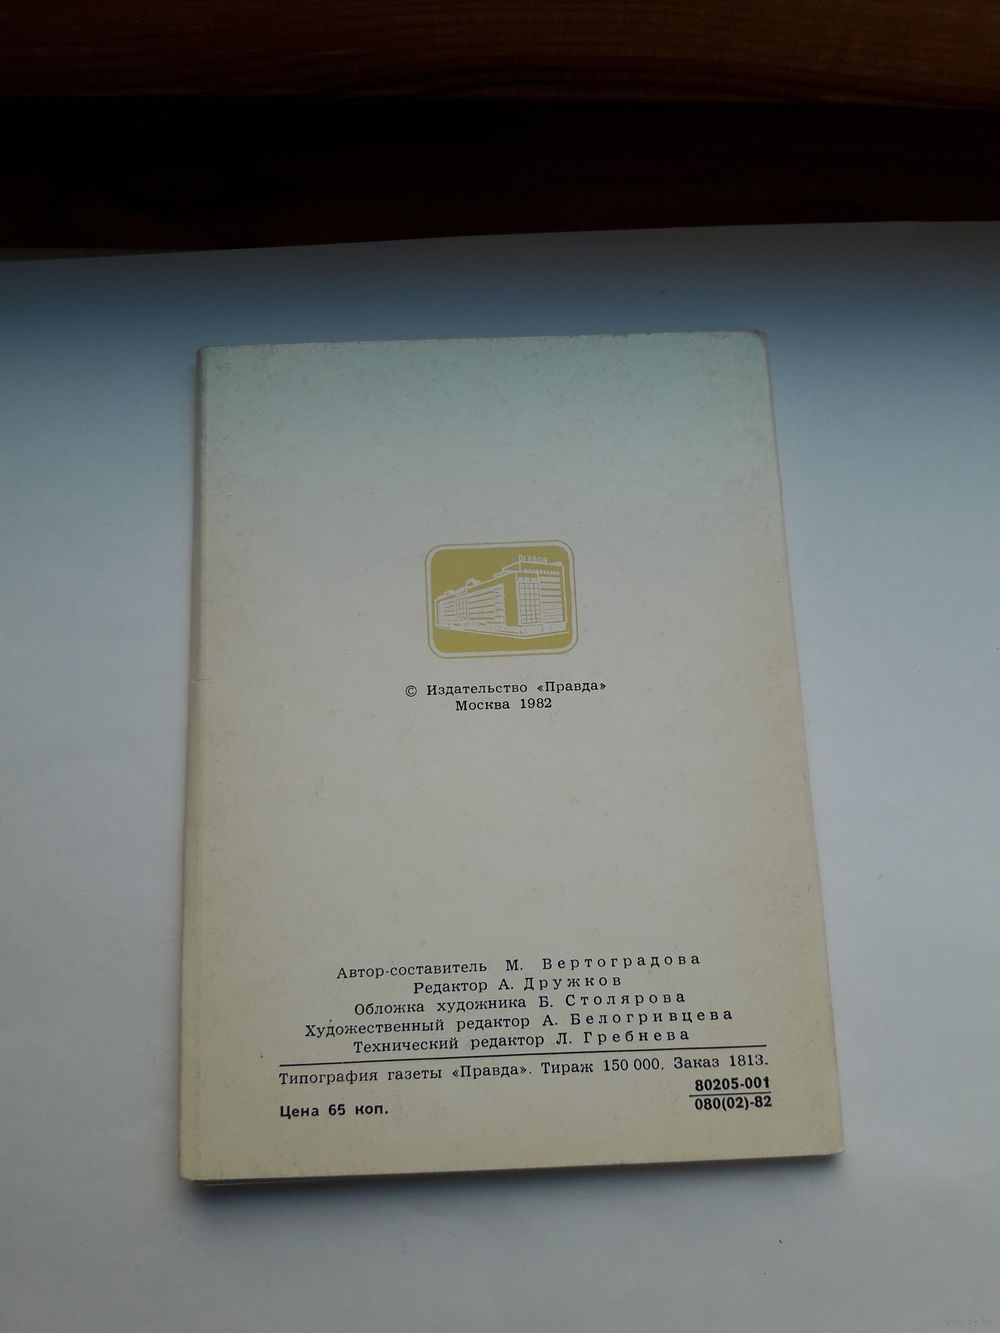 © Издательство «Правда»
Москва 1982
Автор-составитель М. Вертоградова
Редактор А. Дружков
Обложка художника Б. Столярова
Художественный редактор А. Белогривцева
Технический редактор Л. Гребнева
Типография газеты «Правда». Тираж 150 000. Заказ 1813.
80205-001
Цена 65 коп.
080(02)-82